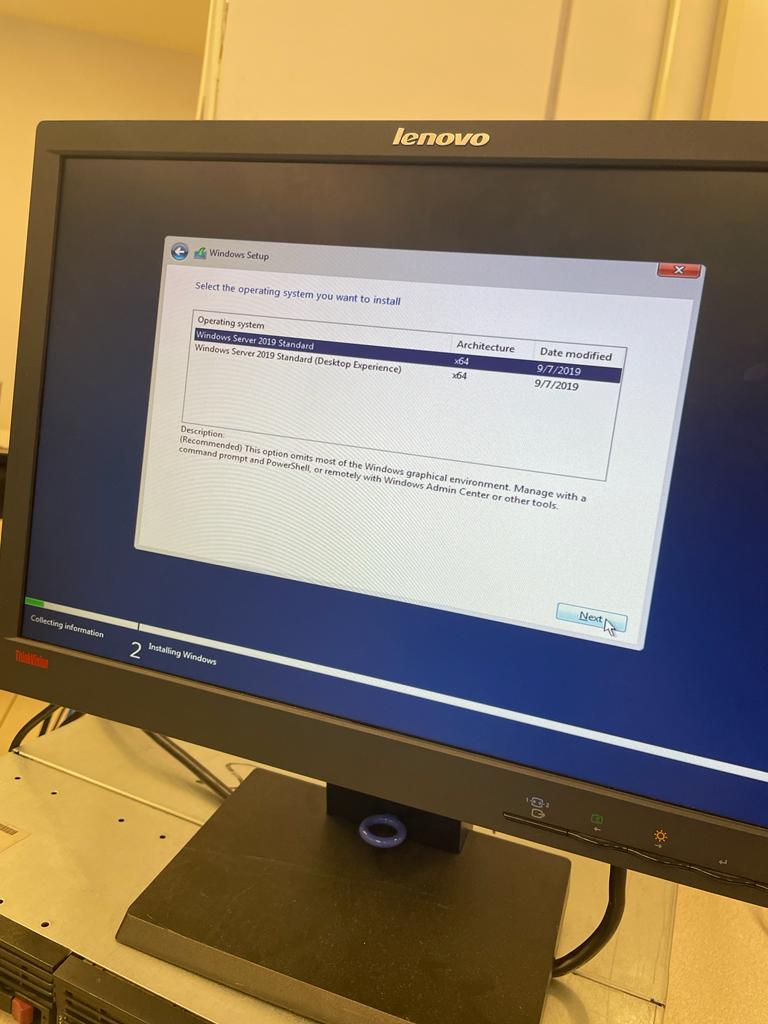 lenovo
Windows Setup
Select the operating system you want to install
Operating system Architecture Date modified
Windows Server 2019 Standard x64 9/7/2019
Windows Server 2019 Standard (Desktop Experience) x64 9/7/2019
Description:
(Recommended) This option omits most of the Windows graphical environment. Manage with a
command prompt and PowerShell, or remotely with Windows Admin Center or other tools.
Next
Collecting information
2 Installing Windows
ThinkVision